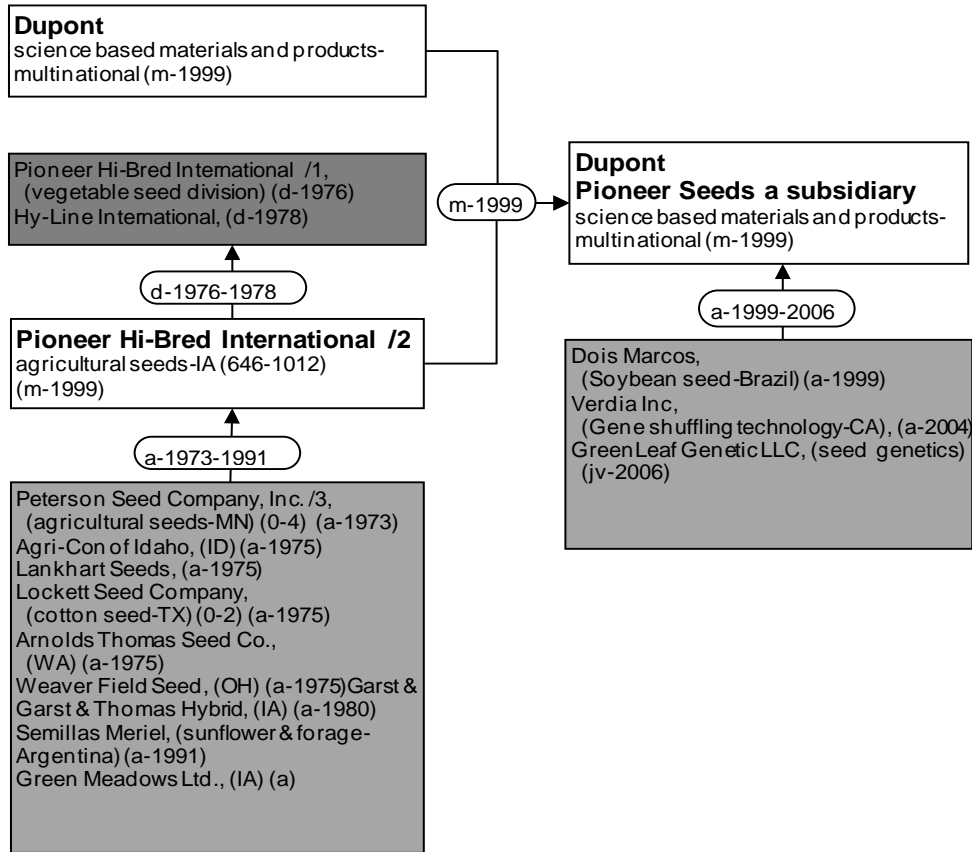 Dupont
science based materials and products-
multinational (m-1999)
Pioneer Hi-Bred International /1,
(vegetable seed division) (d-1976)
Hy-Line International, (d-1978)
d-1976-1978
Pioneer Hi-Bred International /2
agricultural seeds-IA (646-1012)
(m-1999)
a-1973-1991
Peterson Seed Company, Inc. /3,
(agricultural seeds-MN) (0-4) (a-1973)
Agri-Con of Idaho, (ID) (a-1975)
Lankhart Seeds, (a-1975)
Lockett Seed Company,
(cotton seed-TX) (0-2) (a-1975)
Arnolds Thomas Seed Co.,
(WA) (a-1975)
Weaver Field Seed, (OH) (a-1975)Garst &
Garst & Thomas Hybrid, (IA) (a-1980)
Semillas Meriel, (sunflower & forage-
Argentina) (a-1991)
Green Meadows Ltd., (IA) (a)
m-1999
Dupont
Pioneer Seeds a subsidiary
science based materials and products-
multinational (m-1999)
a-1999-2006
Dois Marcos,
(Soybean seed-Brazil) (a-1999)
Verdia Inc,
(Gene shuffling technology-CA), (a-2004)
GreenLeaf Genetic LLC, (seed genetics)
(jv-2006)